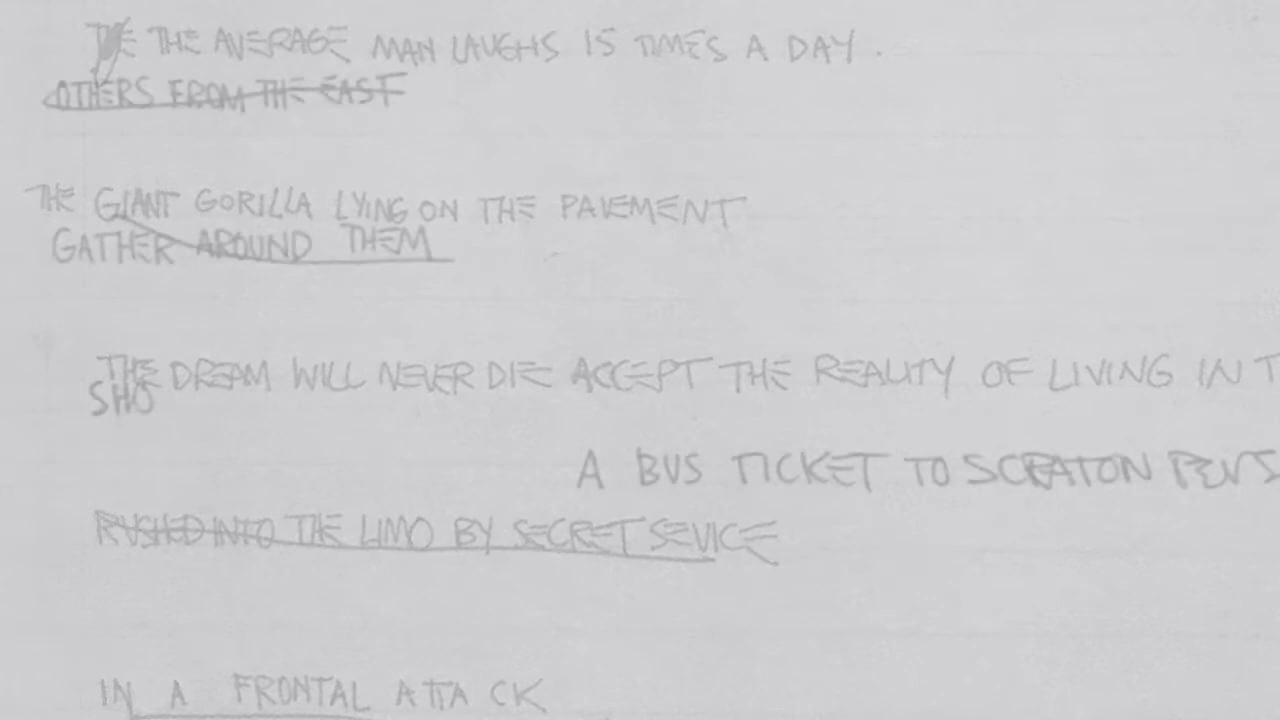 THE AVERAGE MAN LAUGHS 15 TIMES A DAY.
OTHERS FROM THE EAST
THE GIANT GORILLA LYING ON THE PAVEMENT
GATHER AROUND THEM
THE DREAM WILL NEVER DIE ACCEPT THE REALITY OF LIVING IN T
SHO
A BUS TICKET TO SCRATON
RUSHED INTO THE LIMO BY SECRET SEVICE
IN A FRONTAL ATTACK